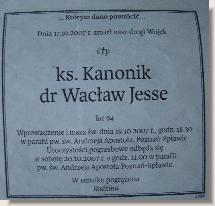 ... Którym dano powrócić...
Dnia 17.10.2007 r. zmarł nasz drogi Wujek
ś†p
ks. Kanonik
dr Wacław Jesse
lat 94
Wprowadzenie i msza św. dnia 19.10.2007 r., godz. 18.30
w parafii pw. św. Andrzeja Apostoła, Poznań-Spławie.
Uroczystości pogrzebowe odbędą się
w sobotę 20.10.2007 r. o godz. 11.00 w parafii
pw. św. Andrzeja Apostoła Poznań-Spławie.
W smutku pogrążona
Rodzina